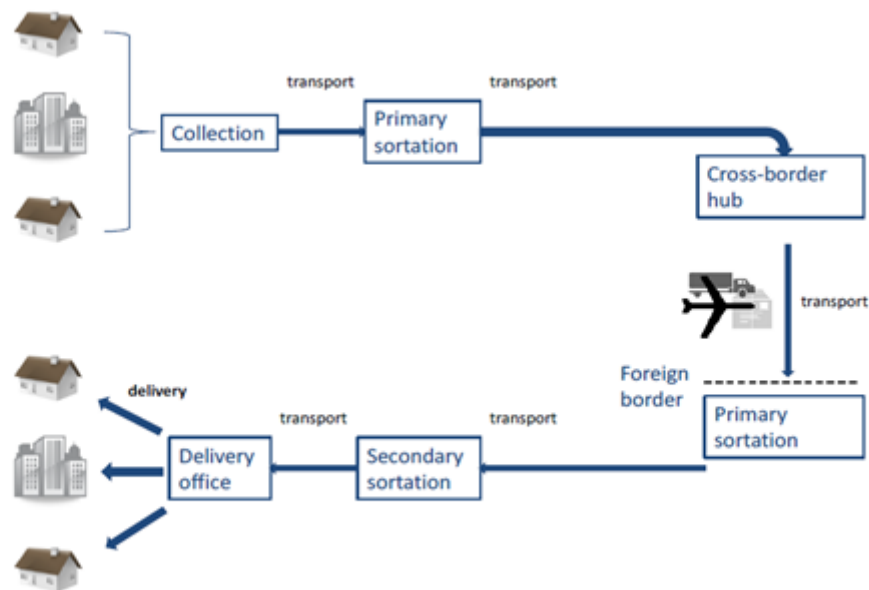 transport
transport
Collection
Primary
sortation
Cross-border
hub
transport
Foreign
border
Primary
sortation
delivery
transport
transport
Delivery
office
Secondary
sortation